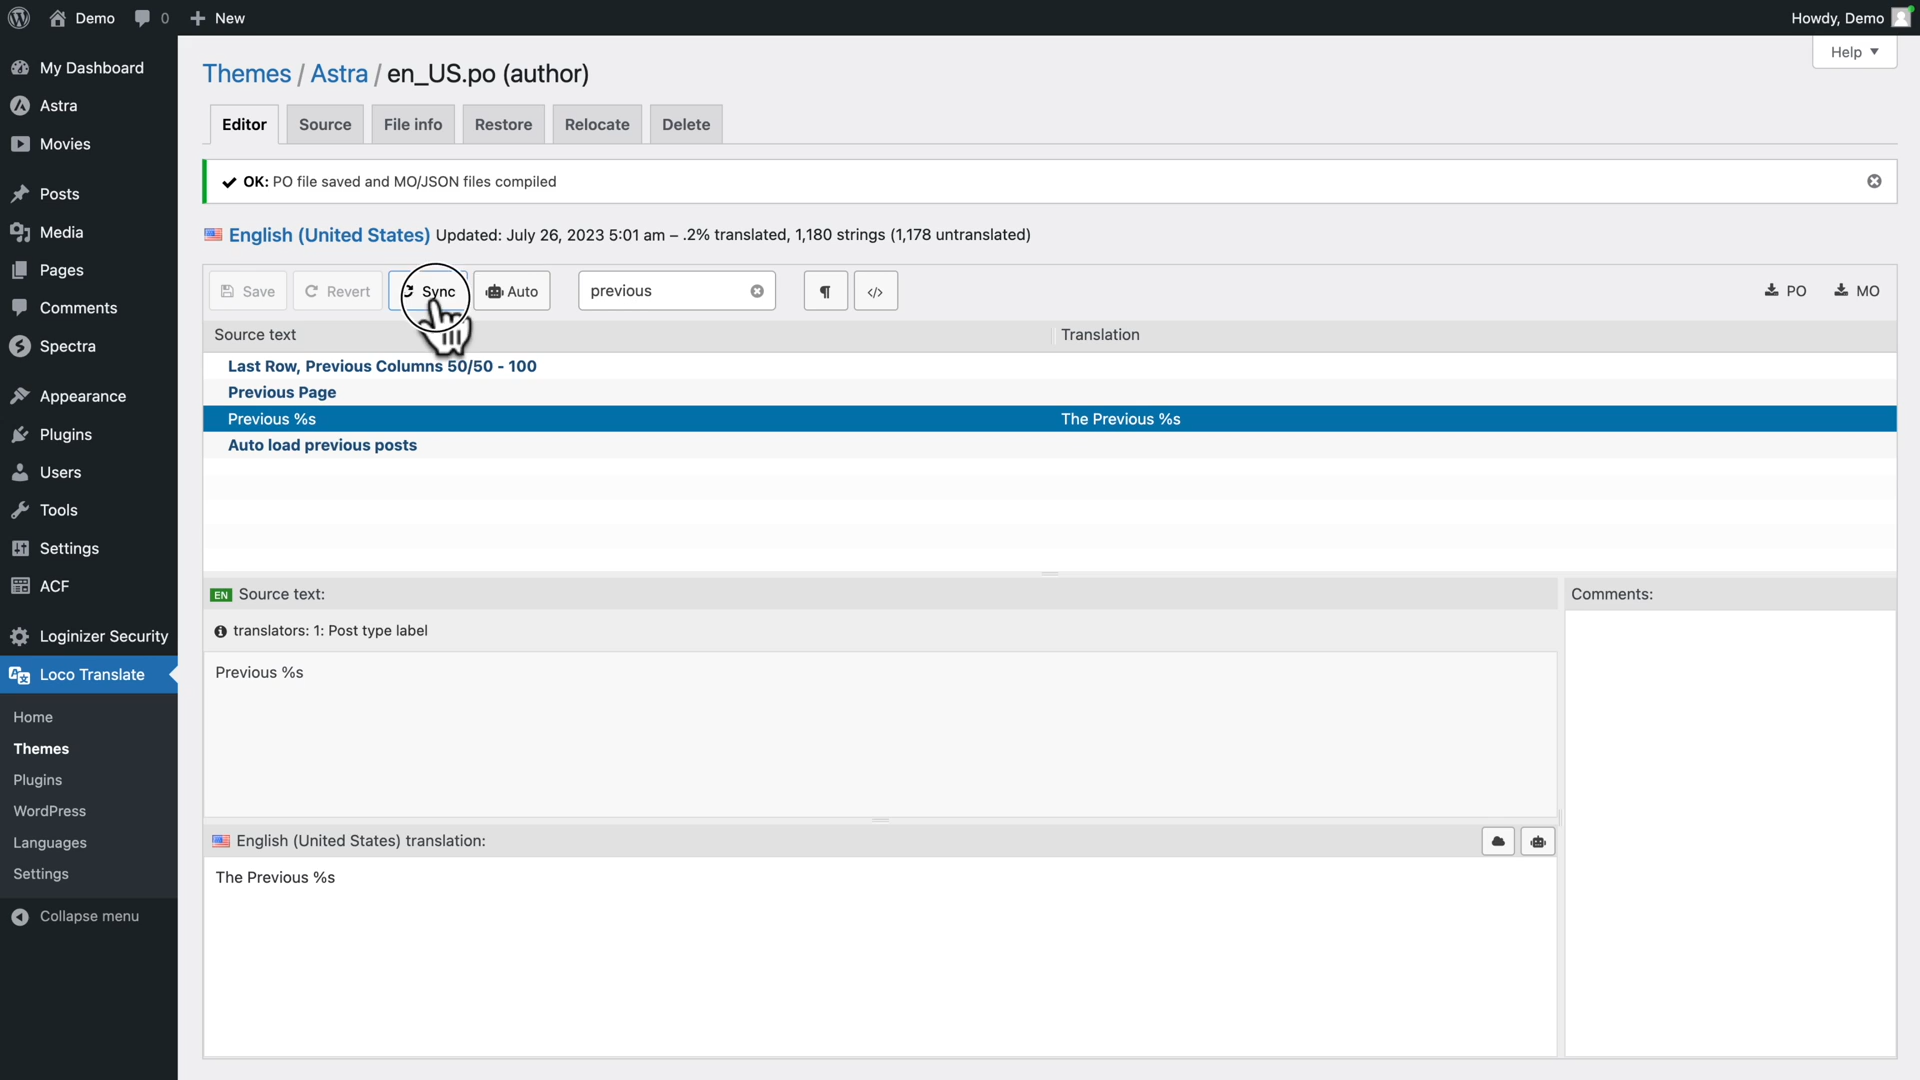 Demo 0 New Howdy, Demo
Help
My Dashboard
Astra
Movies
Posts
Media
Pages
Comments
Spectra
Appearance
Plugins
Users
Tools
Settings
ACF
Loginizer Security
Loco Translate
Home
Themes
Plugins
WordPress
Languages
Settings
Collapse menu
Themes / Astra / en_US.po (author)
Editor Source File info Restore Relocate Delete
OK: PO file saved and MO/JSON files compiled
English (United States) Updated: July 26, 2023 5:01 am – .2% translated, 1,180 strings (1,178 untranslated)
Save Revert Sync Auto previous ¶ </> PO MO
Source text Translation
Last Row, Previous Columns 50/50 - 100
Previous Page
Previous %s The Previous %s
Auto load previous posts
EN Source text: Comments:
translators: 1: Post type label
Previous %s
English (United States) translation:
The Previous %s